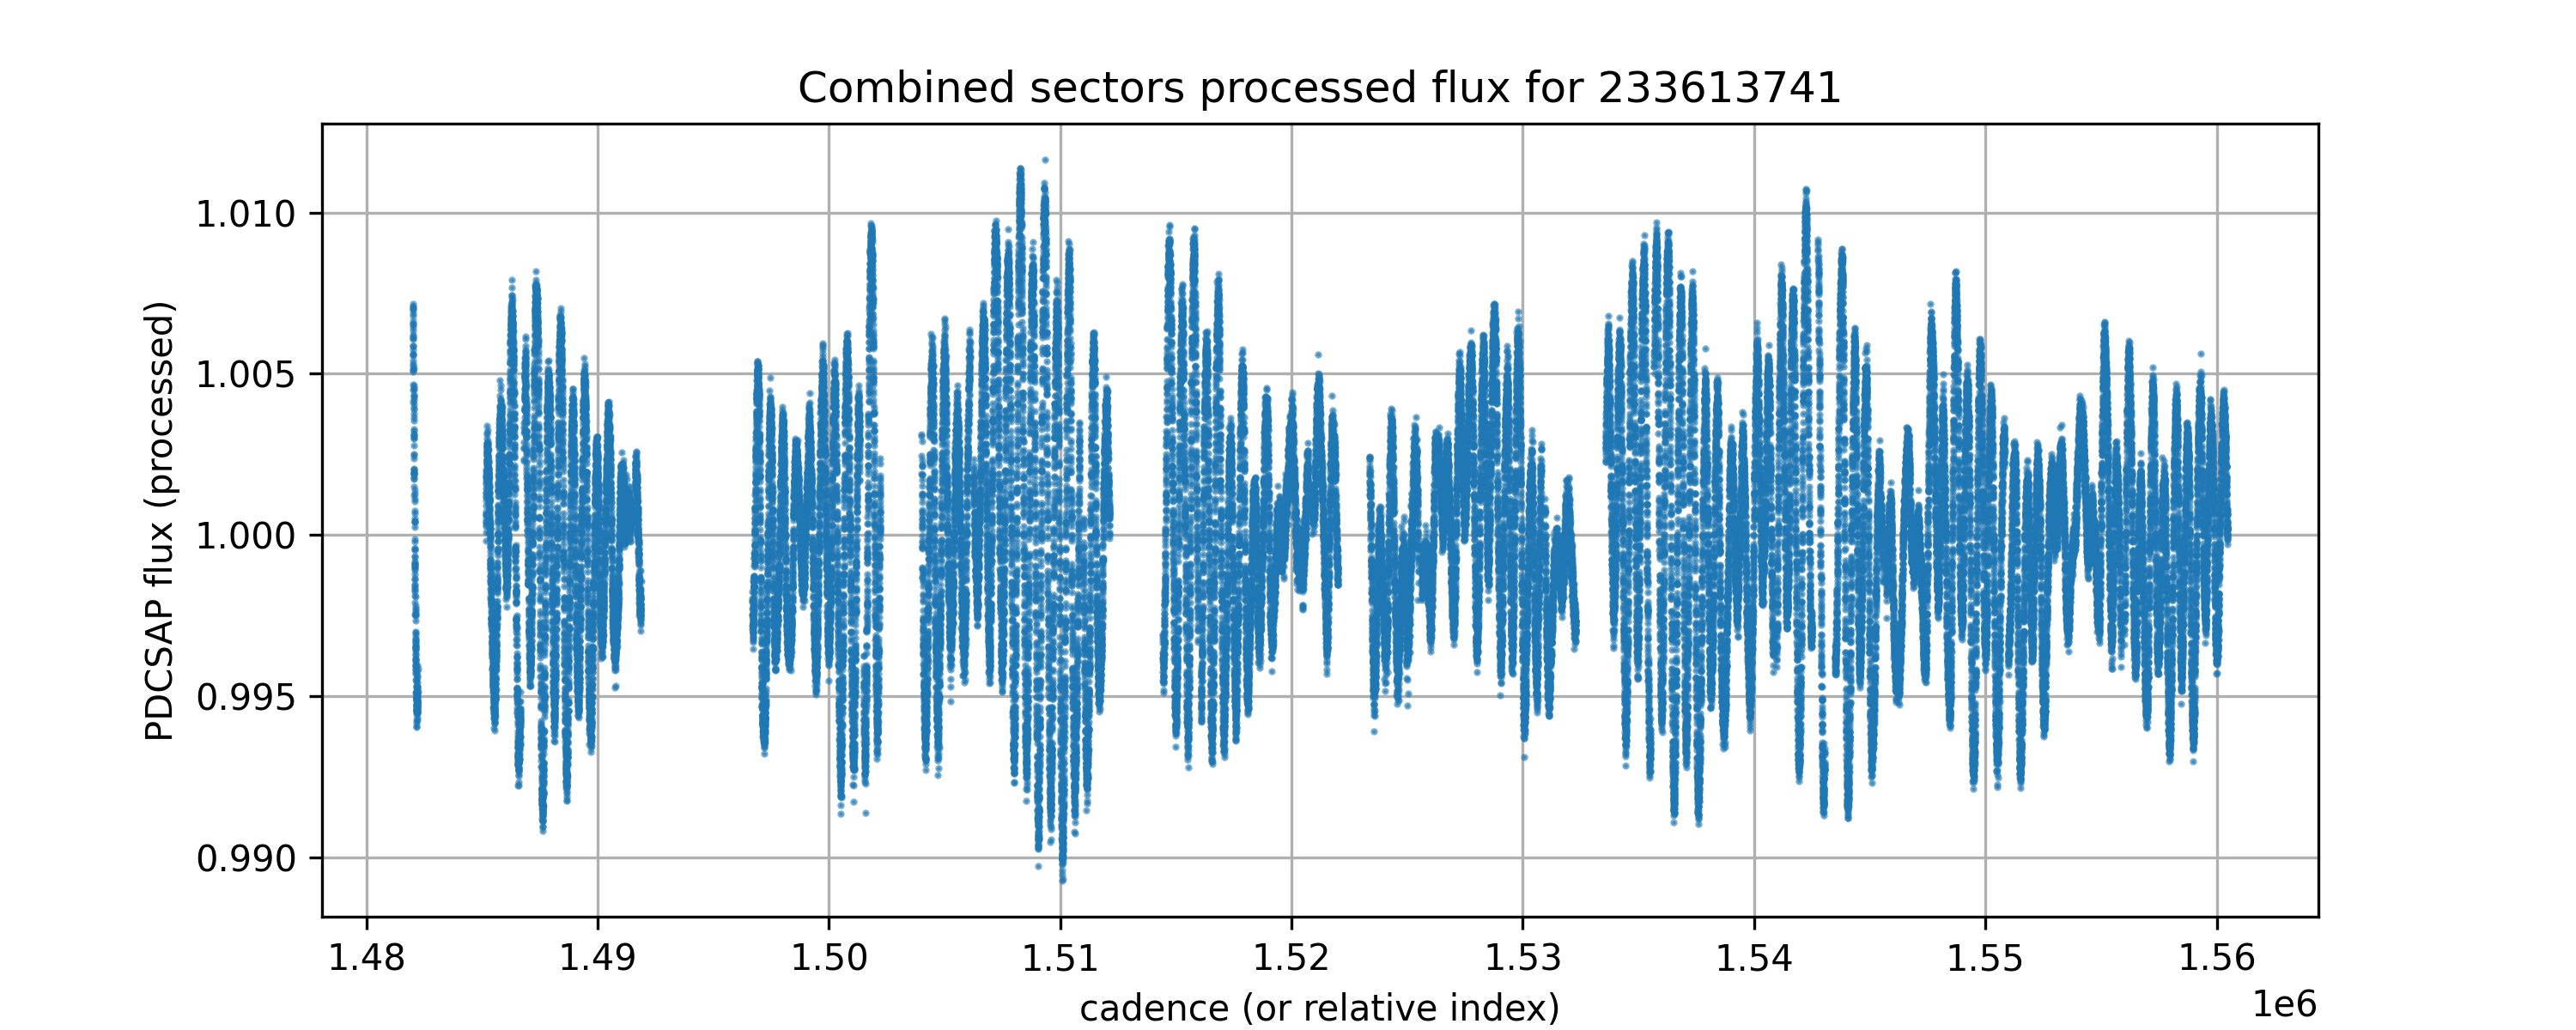 Combined sectors processed flux for 233613741
PDCSAP flux (processed)
1.010
1.005
1.000
0.995
0.990
1.48 1.49 1.50 1.51 1.52 1.53 1.54 1.55 1.56
1e6
cadence (or relative index)